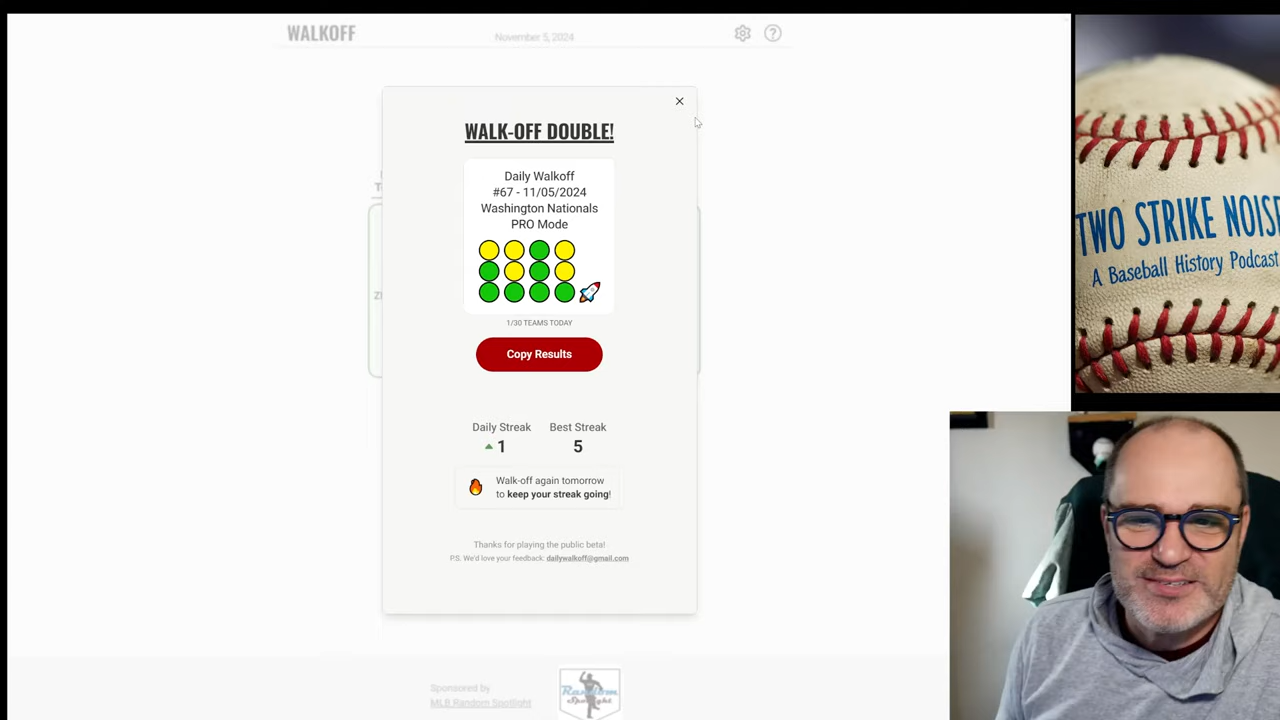 WALKOFF
November 5, 2024
WALK-OFF DOUBLE!
Daily Walkoff
#67 - 11/05/2024
Washington Nationals
PRO Mode
1/30 TEAMS TODAY
Copy Results
Daily Streak
1
Best Streak
5
Walk-off again tomorrow
to keep your streak going!
Thanks for playing the public beta!
P.S. We'd love your feedback: dailywalkoff@gmail.com
Sponsored by
MLB Random Spotlight
Random
Spotlight
TWO STRIKE NOISE
A Baseball History Podcast